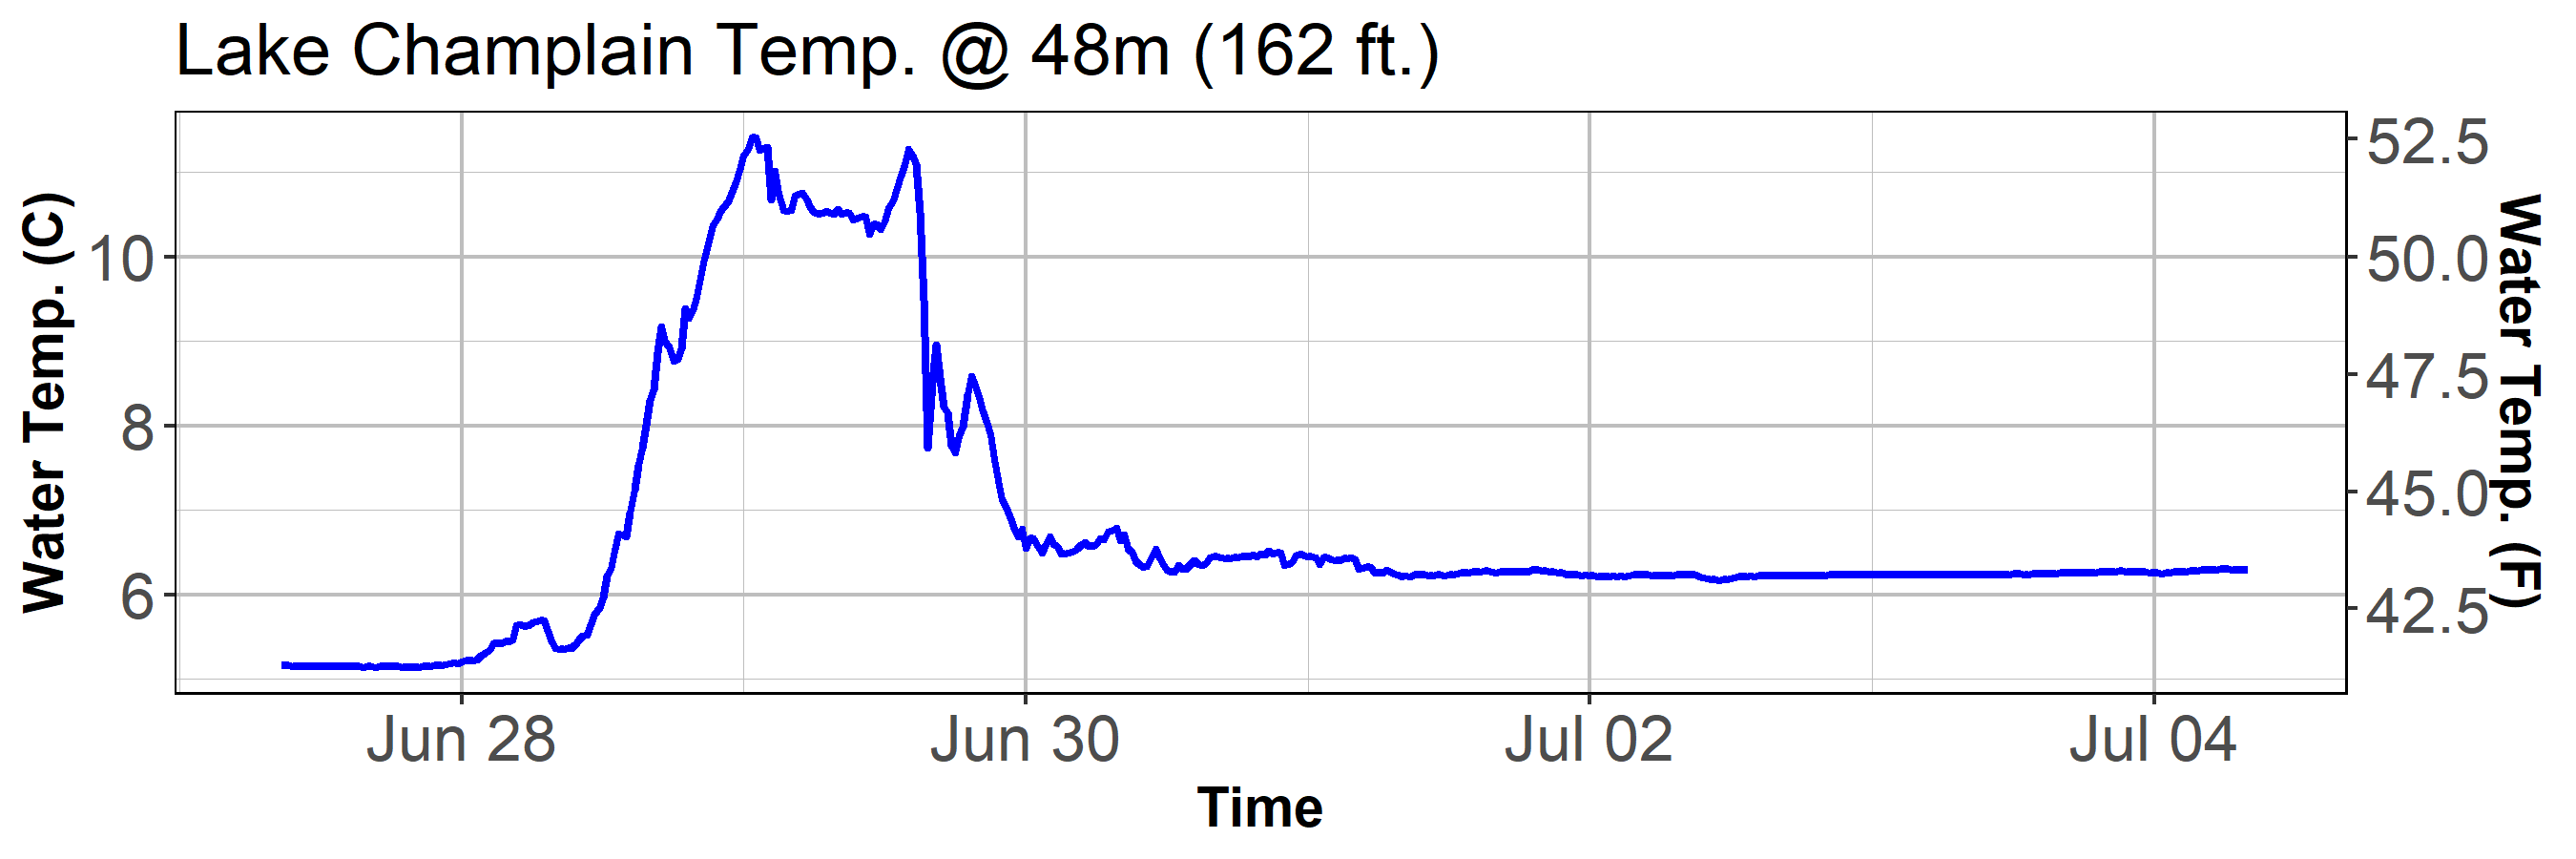 Lake Champlain Temp. @ 48m (162 ft.)
Water Temp. (C)
10
8
6
52.5
50.0
47.5
45.0
42.5
Water Temp. (F)
Jun 28
Jun 30
Jul 02
Jul 04
Time